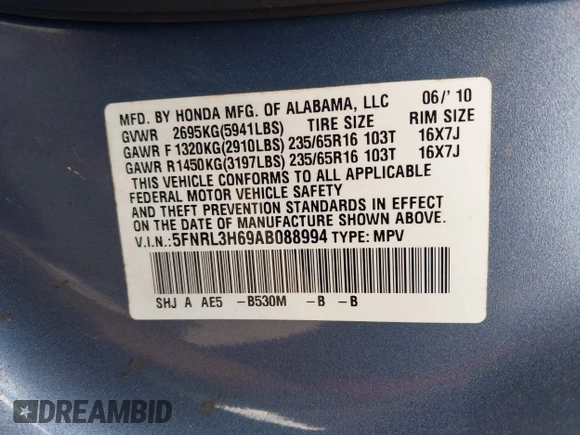 MFD. BY HONDA MFG. OF ALABAMA, LLC 06/' 10
GVWR 2695KG(5941LBS) TIRE SIZE RIM SIZE
GAWR F 1320KG(2910LBS) 235/65R16 103T 16X7J
GAWR R1450KG(3197LBS) 235/65R16 103T 16X7J
THIS VEHICLE CONFORMS TO ALL APPLICABLE
FEDERAL MOTOR VEHICLE SAFETY
AND THEFT PREVENTION STANDARDS IN EFFECT
ON THE DATE OF MANUFACTURE SHOWN ABOVE.
V.I.N.:5FNRL3H69AB088994 TYPE: MPV
SHJ A AE5 -B530M -B -B
DREAMBID